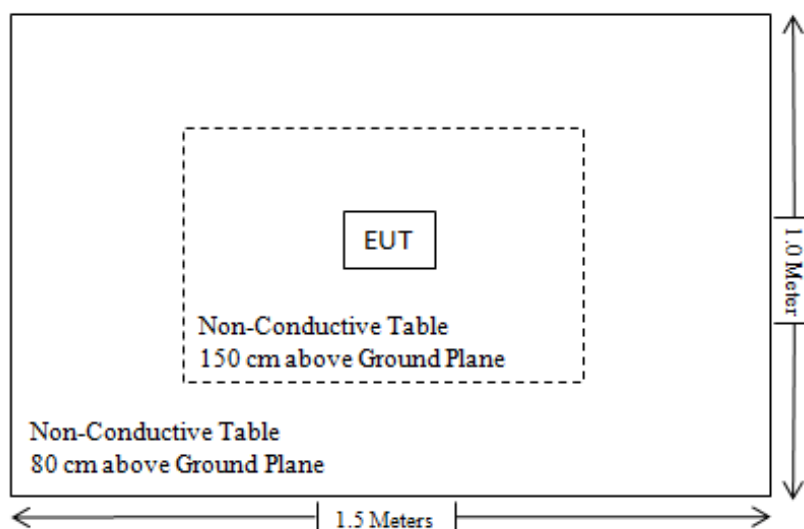 EUT
Non-Conductive Table
150 cm above Ground Plane
Non-Conductive Table
80 cm above Ground Plane
1.0 Meter
1.5 Meters